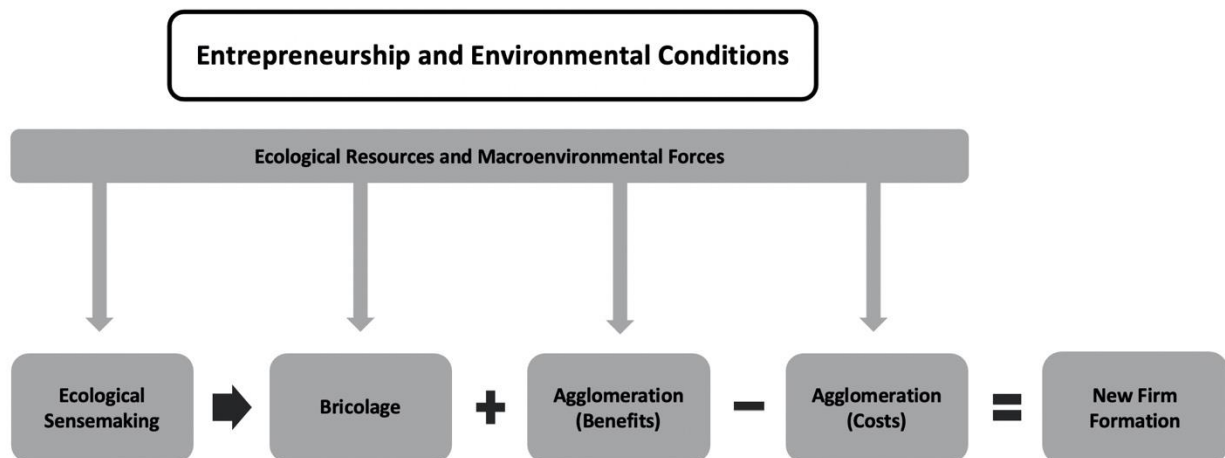 Entrepreneurship and Environmental Conditions
Ecological Resources and Macroenvironmental Forces
Ecological
Sensemaking
Bricolage
+
Agglomeration
(Benefits)
−
Agglomeration
(Costs)
=
New Firm
Formation